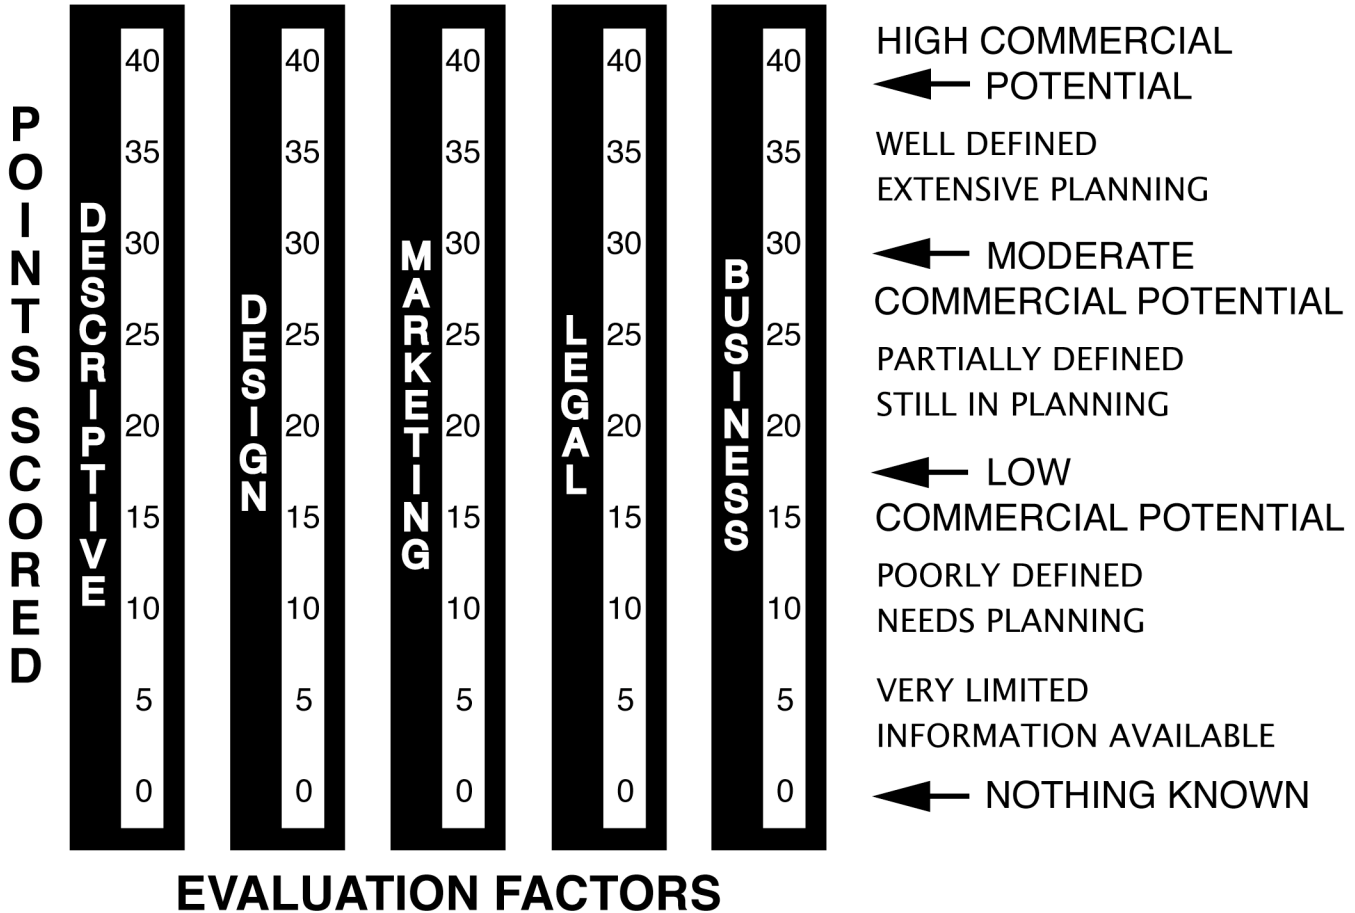 POINTS SCORED
DESCRIPTIVE
40
35
30
25
20
15
10
5
0
DESIGN
40
35
30
25
20
15
10
5
0
MARKETING
40
35
30
25
20
15
10
5
0
LEGAL
40
35
30
25
20
15
10
5
0
BUSINESS
40
35
30
25
20
15
10
5
0
HIGH COMMERCIAL
POTENTIAL
WELL DEFINED
EXTENSIVE PLANNING
MODERATE
COMMERCIAL POTENTIAL
PARTIALLY DEFINED
STILL IN PLANNING
LOW
COMMERCIAL POTENTIAL
POORLY DEFINED
NEEDS PLANNING
VERY LIMITED
INFORMATION AVAILABLE
NOTHING KNOWN
EVALUATION FACTORS